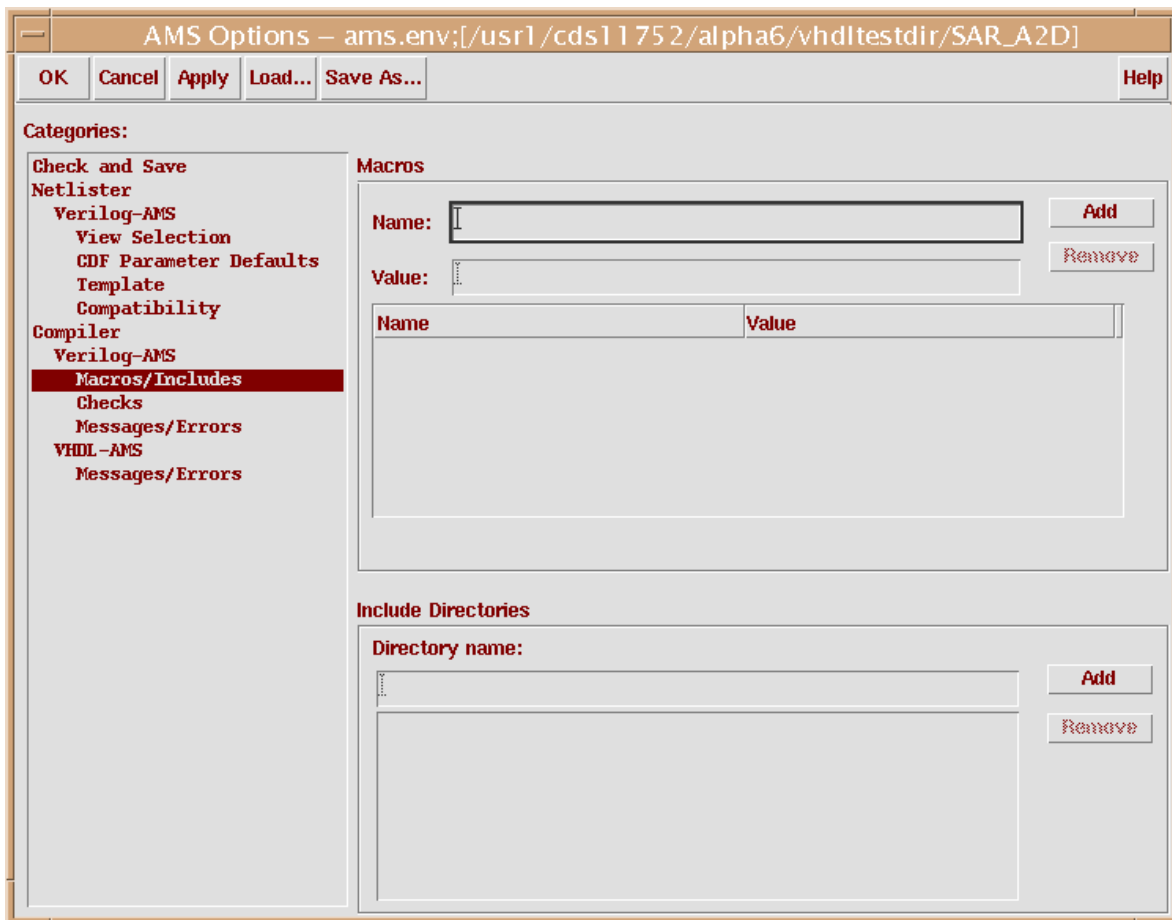 AMS Options – ams.env;[/usr1/cds11752/alpha6/vhdltestdir/SAR_A2D]
OK Cancel Apply Load... Save As... Help
Categories:
Check and Save
Netlister
Verilog-AMS
View Selection
CDF Parameter Defaults
Template
Compatibility
Compiler
Verilog-AMS
Macros/Includes
Checks
Messages/Errors
VHDL-AMS
Messages/Errors
Macros
Name:
Add
Value:
Remove
Name Value
Include Directories
Directory name:
Add
Remove